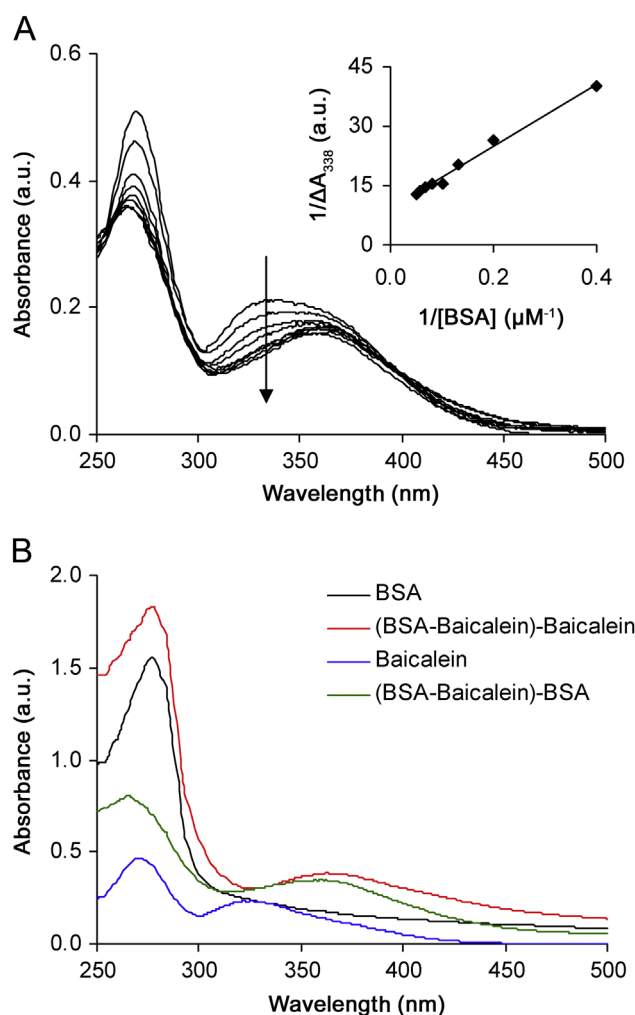 A
0.6
0.4
0.2
0.0
Absorbance (a.u.)
250
300
350
400
450
500
Wavelength (nm)
45
30
15
0
1/ΔA₃₃₈ (a.u.)
0.0
0.2
0.4
1/[BSA] (µM⁻¹)
B
2.0
1.5
1.0
0.5
0.0
Absorbance (a.u.)
BSA
(BSA-Baicalein)-Baicalein
Baicalein
(BSA-Baicalein)-BSA
250
300
350
400
450
500
Wavelength (nm)